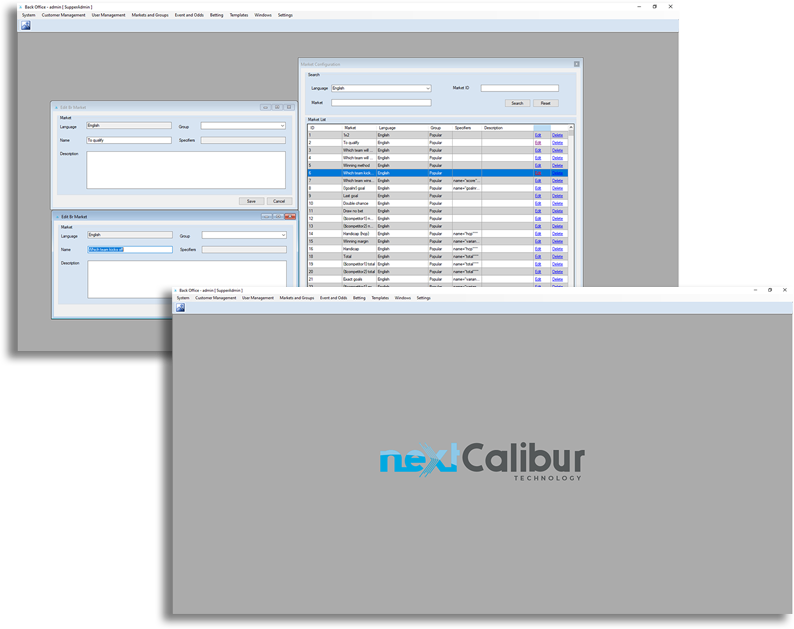 Back Office - admin [ SupperAdmin ]
System Customer Management User Management Markets and Groups Event and Odds Betting Templates Windows Settings
Market Configuration
Search
Language English Market ID
Market Search Reset
Market List
ID Market Language Group Specifiers Description
1 1x2 English Popular Edit Delete
2 To qualify English Popular Edit Delete
3 Which team will ... English Popular Edit Delete
4 Which team will ... English Popular Edit Delete
5 Winning method English Popular Edit Delete
6 Which team kick... English Popular Delete
7 Which team wins... English Popular name="score"... Edit Delete
8 {!goalnr} goal English Popular name="goalnr... Edit Delete
9 Last goal English Popular Edit Delete
10 Double chance English Popular Edit Delete
11 Draw no bet English Popular Edit Delete
12 {$competitor1} n... English Popular Edit Delete
13 {$competitor2} n... English Popular Edit Delete
14 Handicap {hcp} English Popular name="hcp"""" Edit Delete
15 Winning margin English Popular name="varian... Edit Delete
16 Handicap English Popular name="hcp"""" Edit Delete
18 Total English Popular name="total"""" Edit Delete
19 {$competitor1} total English Popular name="total"""" Edit Delete
20 {$competitor2} total English Popular name="total"""" Edit Delete
21 Exact goals English Popular name="varian... Edit Delete
Edit Br Market
Market
Language English Group
Name To qualify Specifiers
Description
Save Cancel
Edit Br Market
Market
Language English Group
Name Which team kicks off Specifiers
Description
Back Office - admin [ SupperAdmin ]
System Customer Management User Management Markets and Groups Event and Odds Betting Templates Windows Settings
nextCalibur
TECHNOLOGY